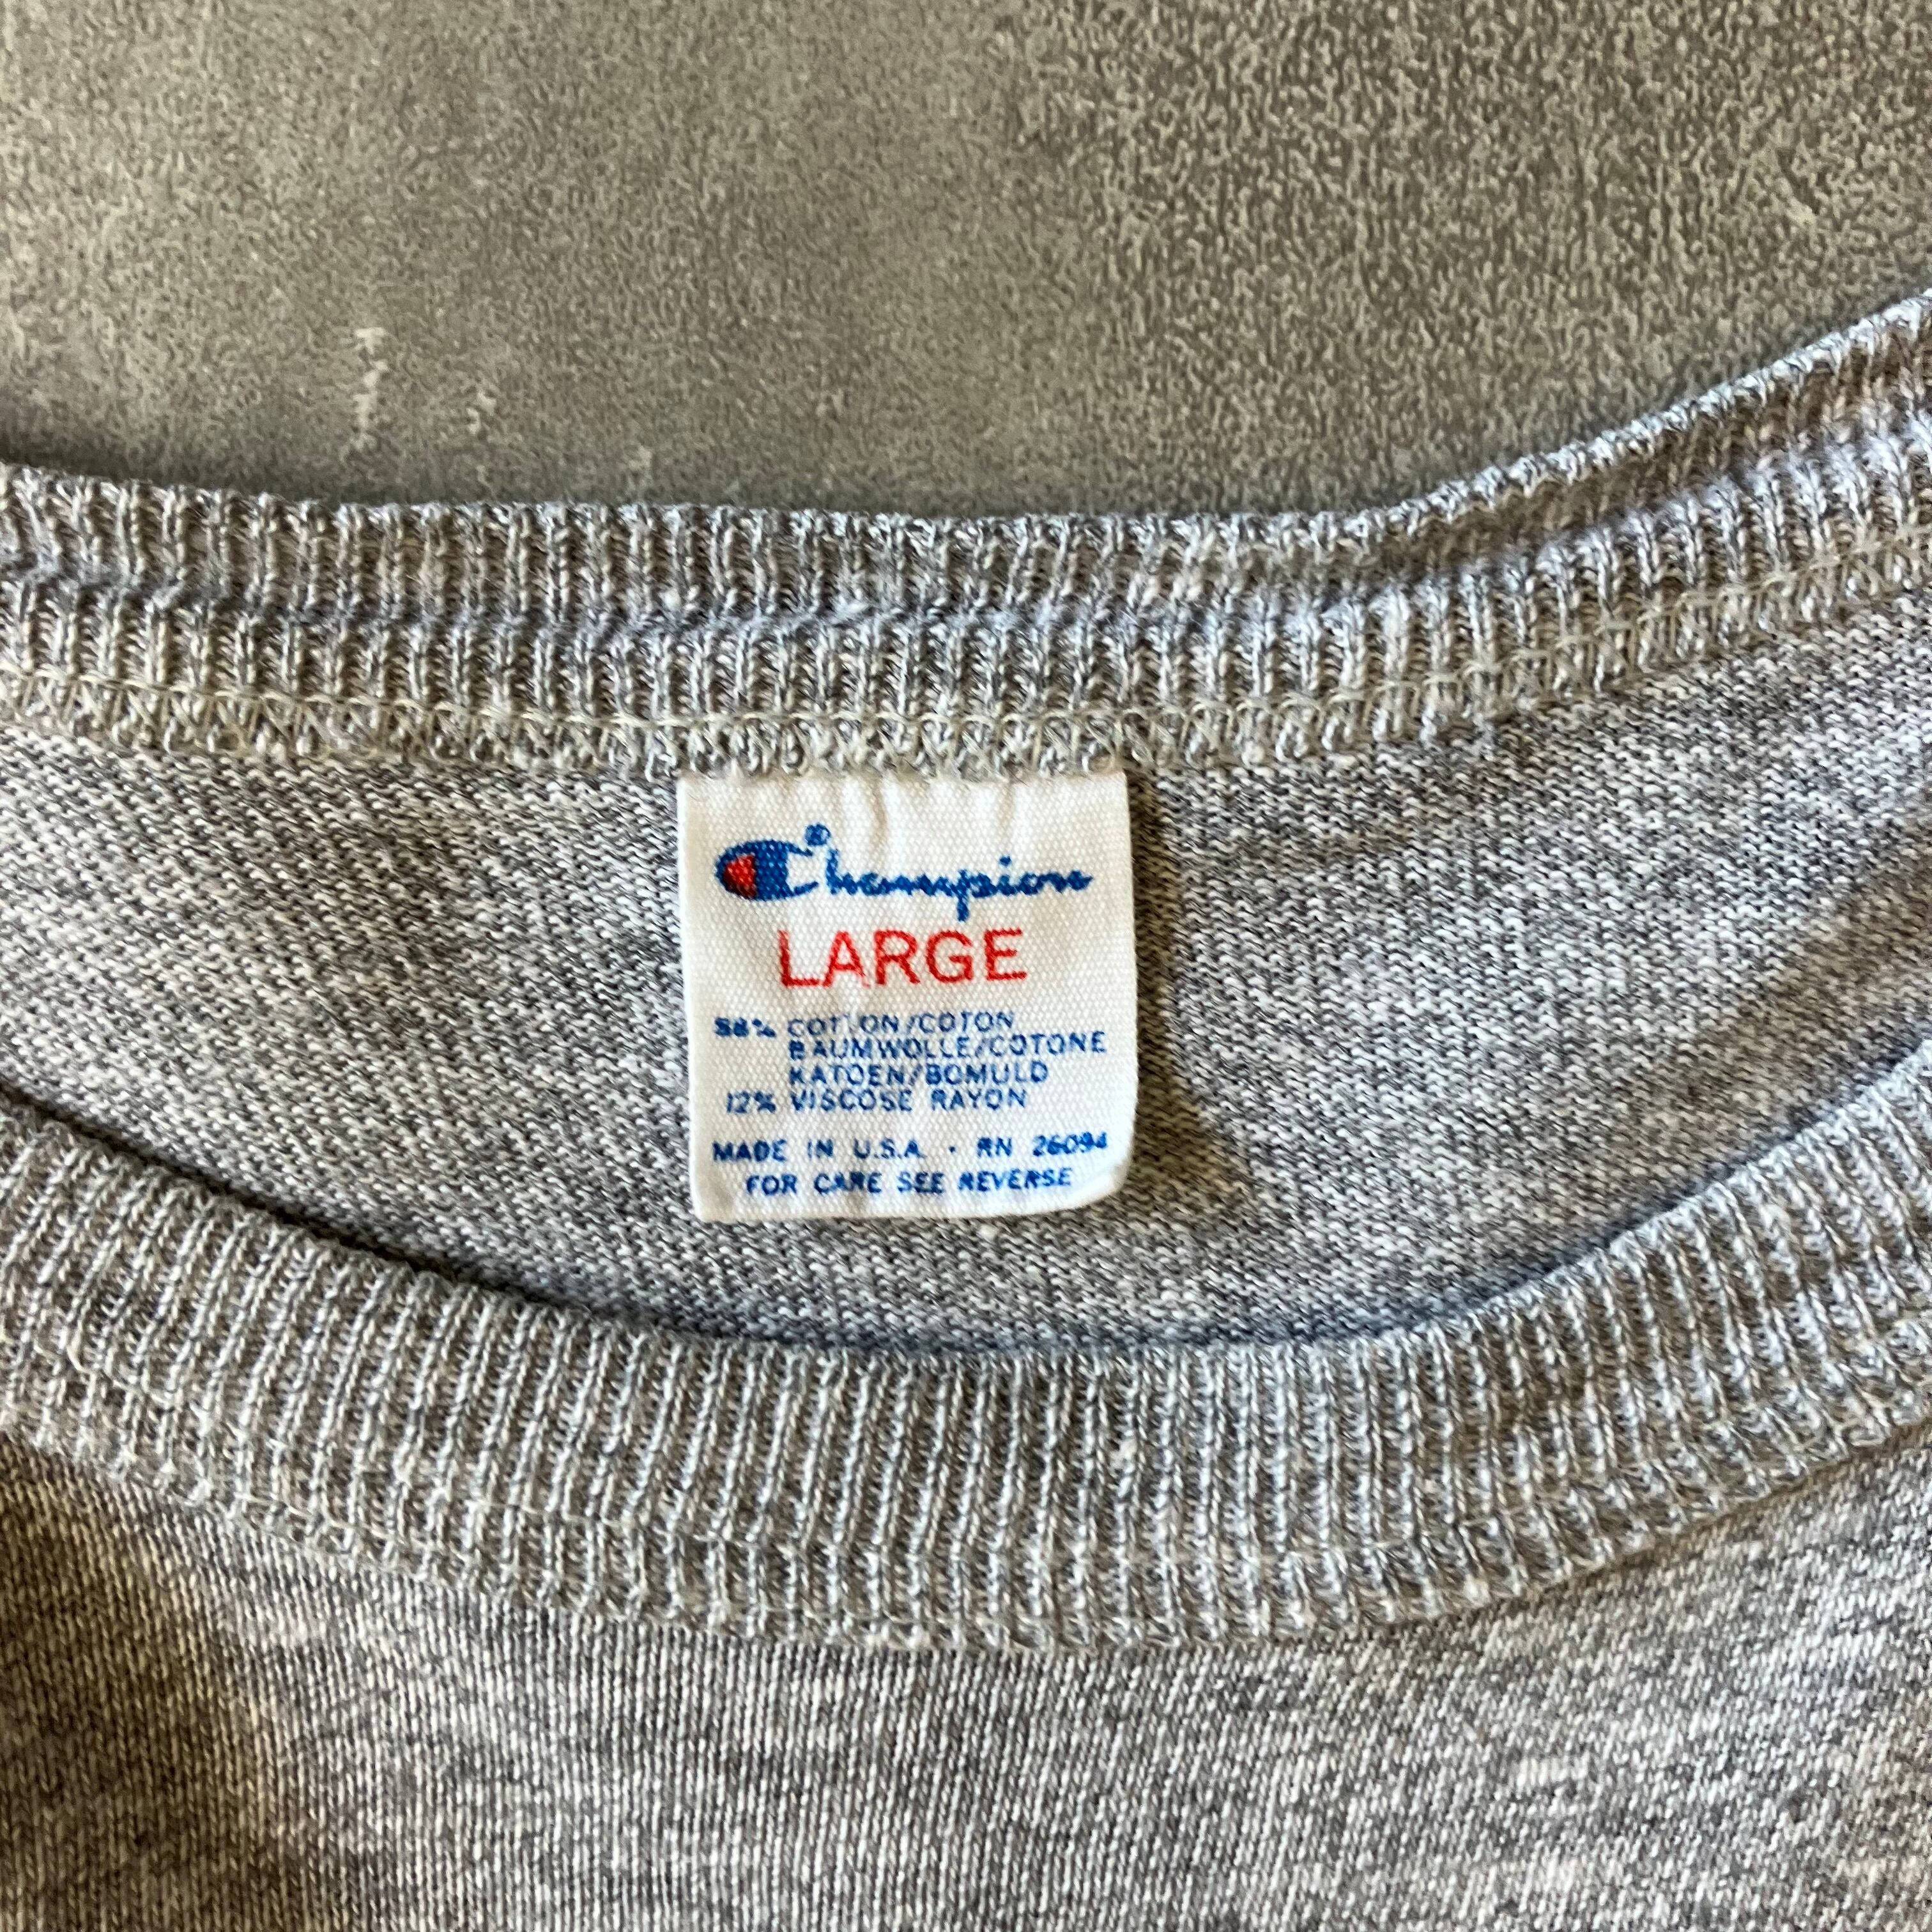 Champion®
LARGE
88% COTTON/COTON
BAUMWOLLE/COTONE
KATOEN/BOMULD
12% VISCOSE RAYON
MADE IN U.S.A. · RN 26094
FOR CARE SEE REVERSE